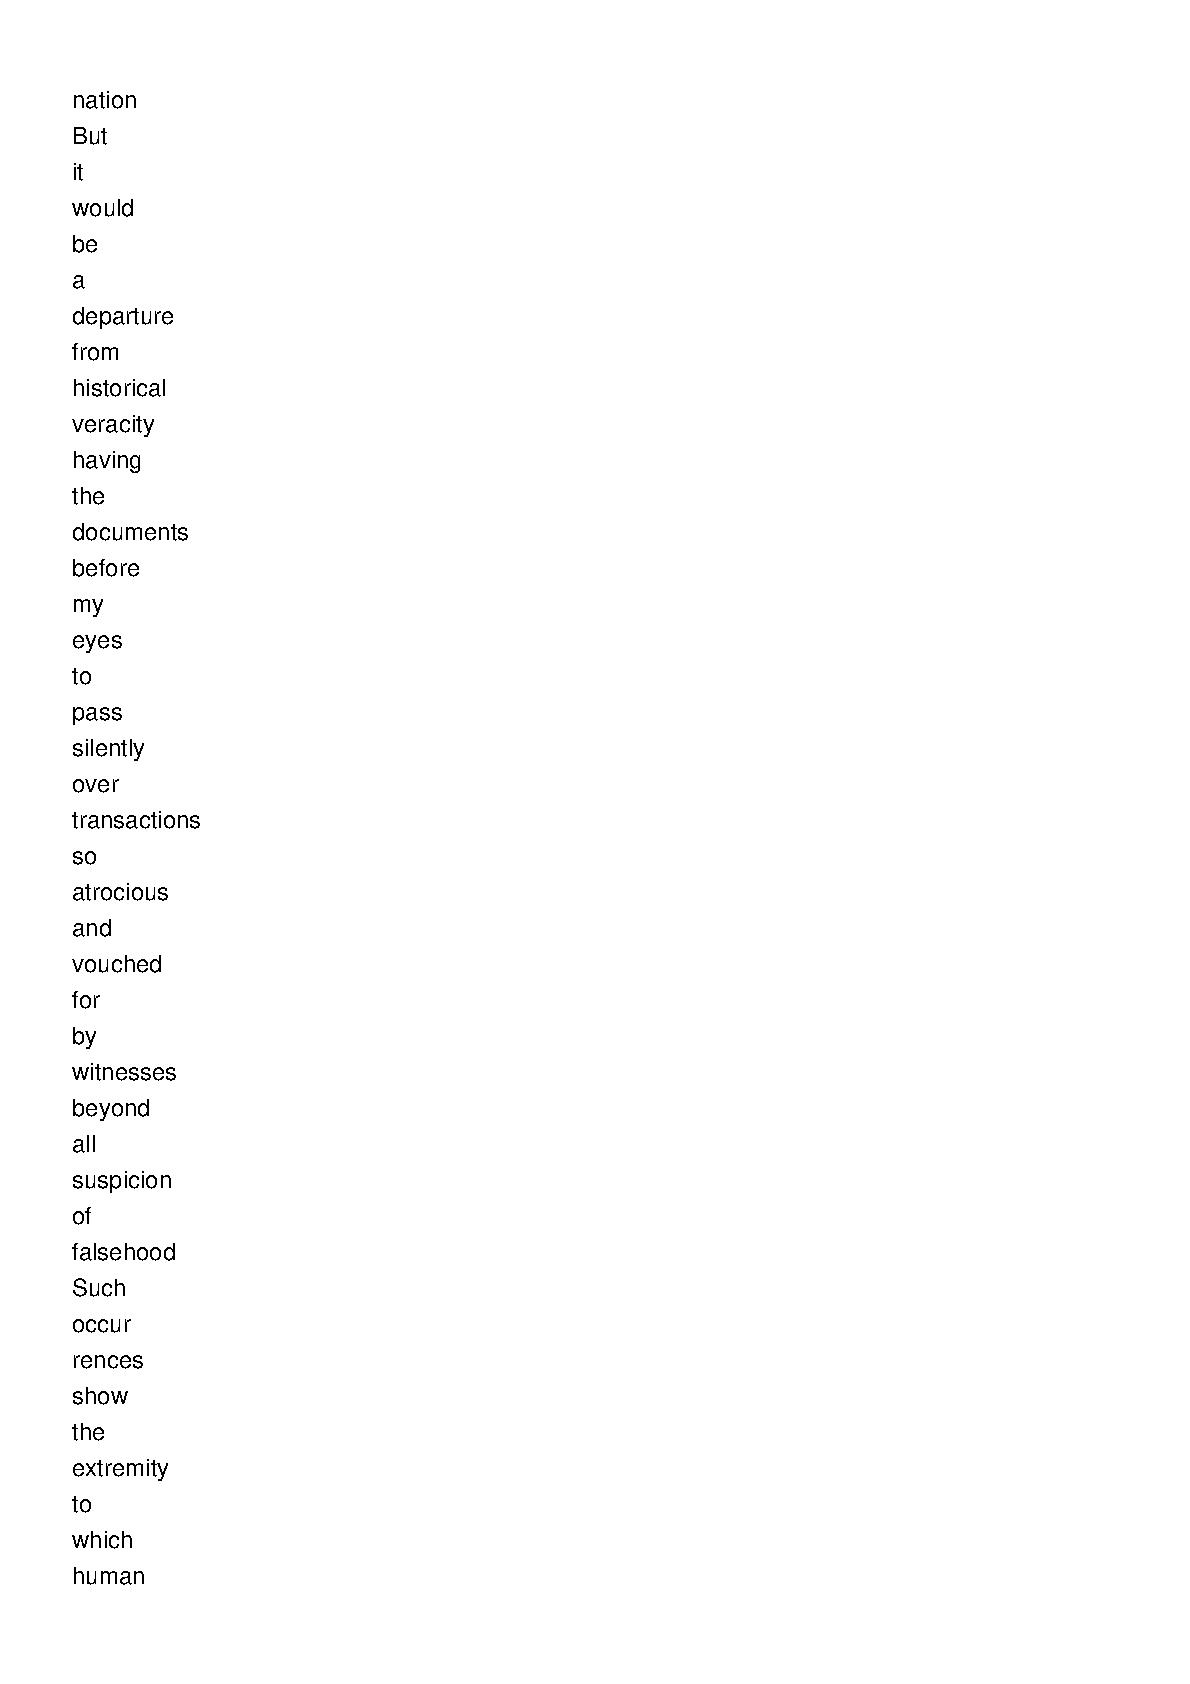 nation
But
it
would
be
a
departure
from
historical
veracity
having
the
documents
before
my
eyes
to
pass
silently
over
transactions
so
atrocious
and
vouched
for
by
witnesses
beyond
all
suspicion
of
falsehood
Such
occur
rences
show
the
extremity
to
which
human